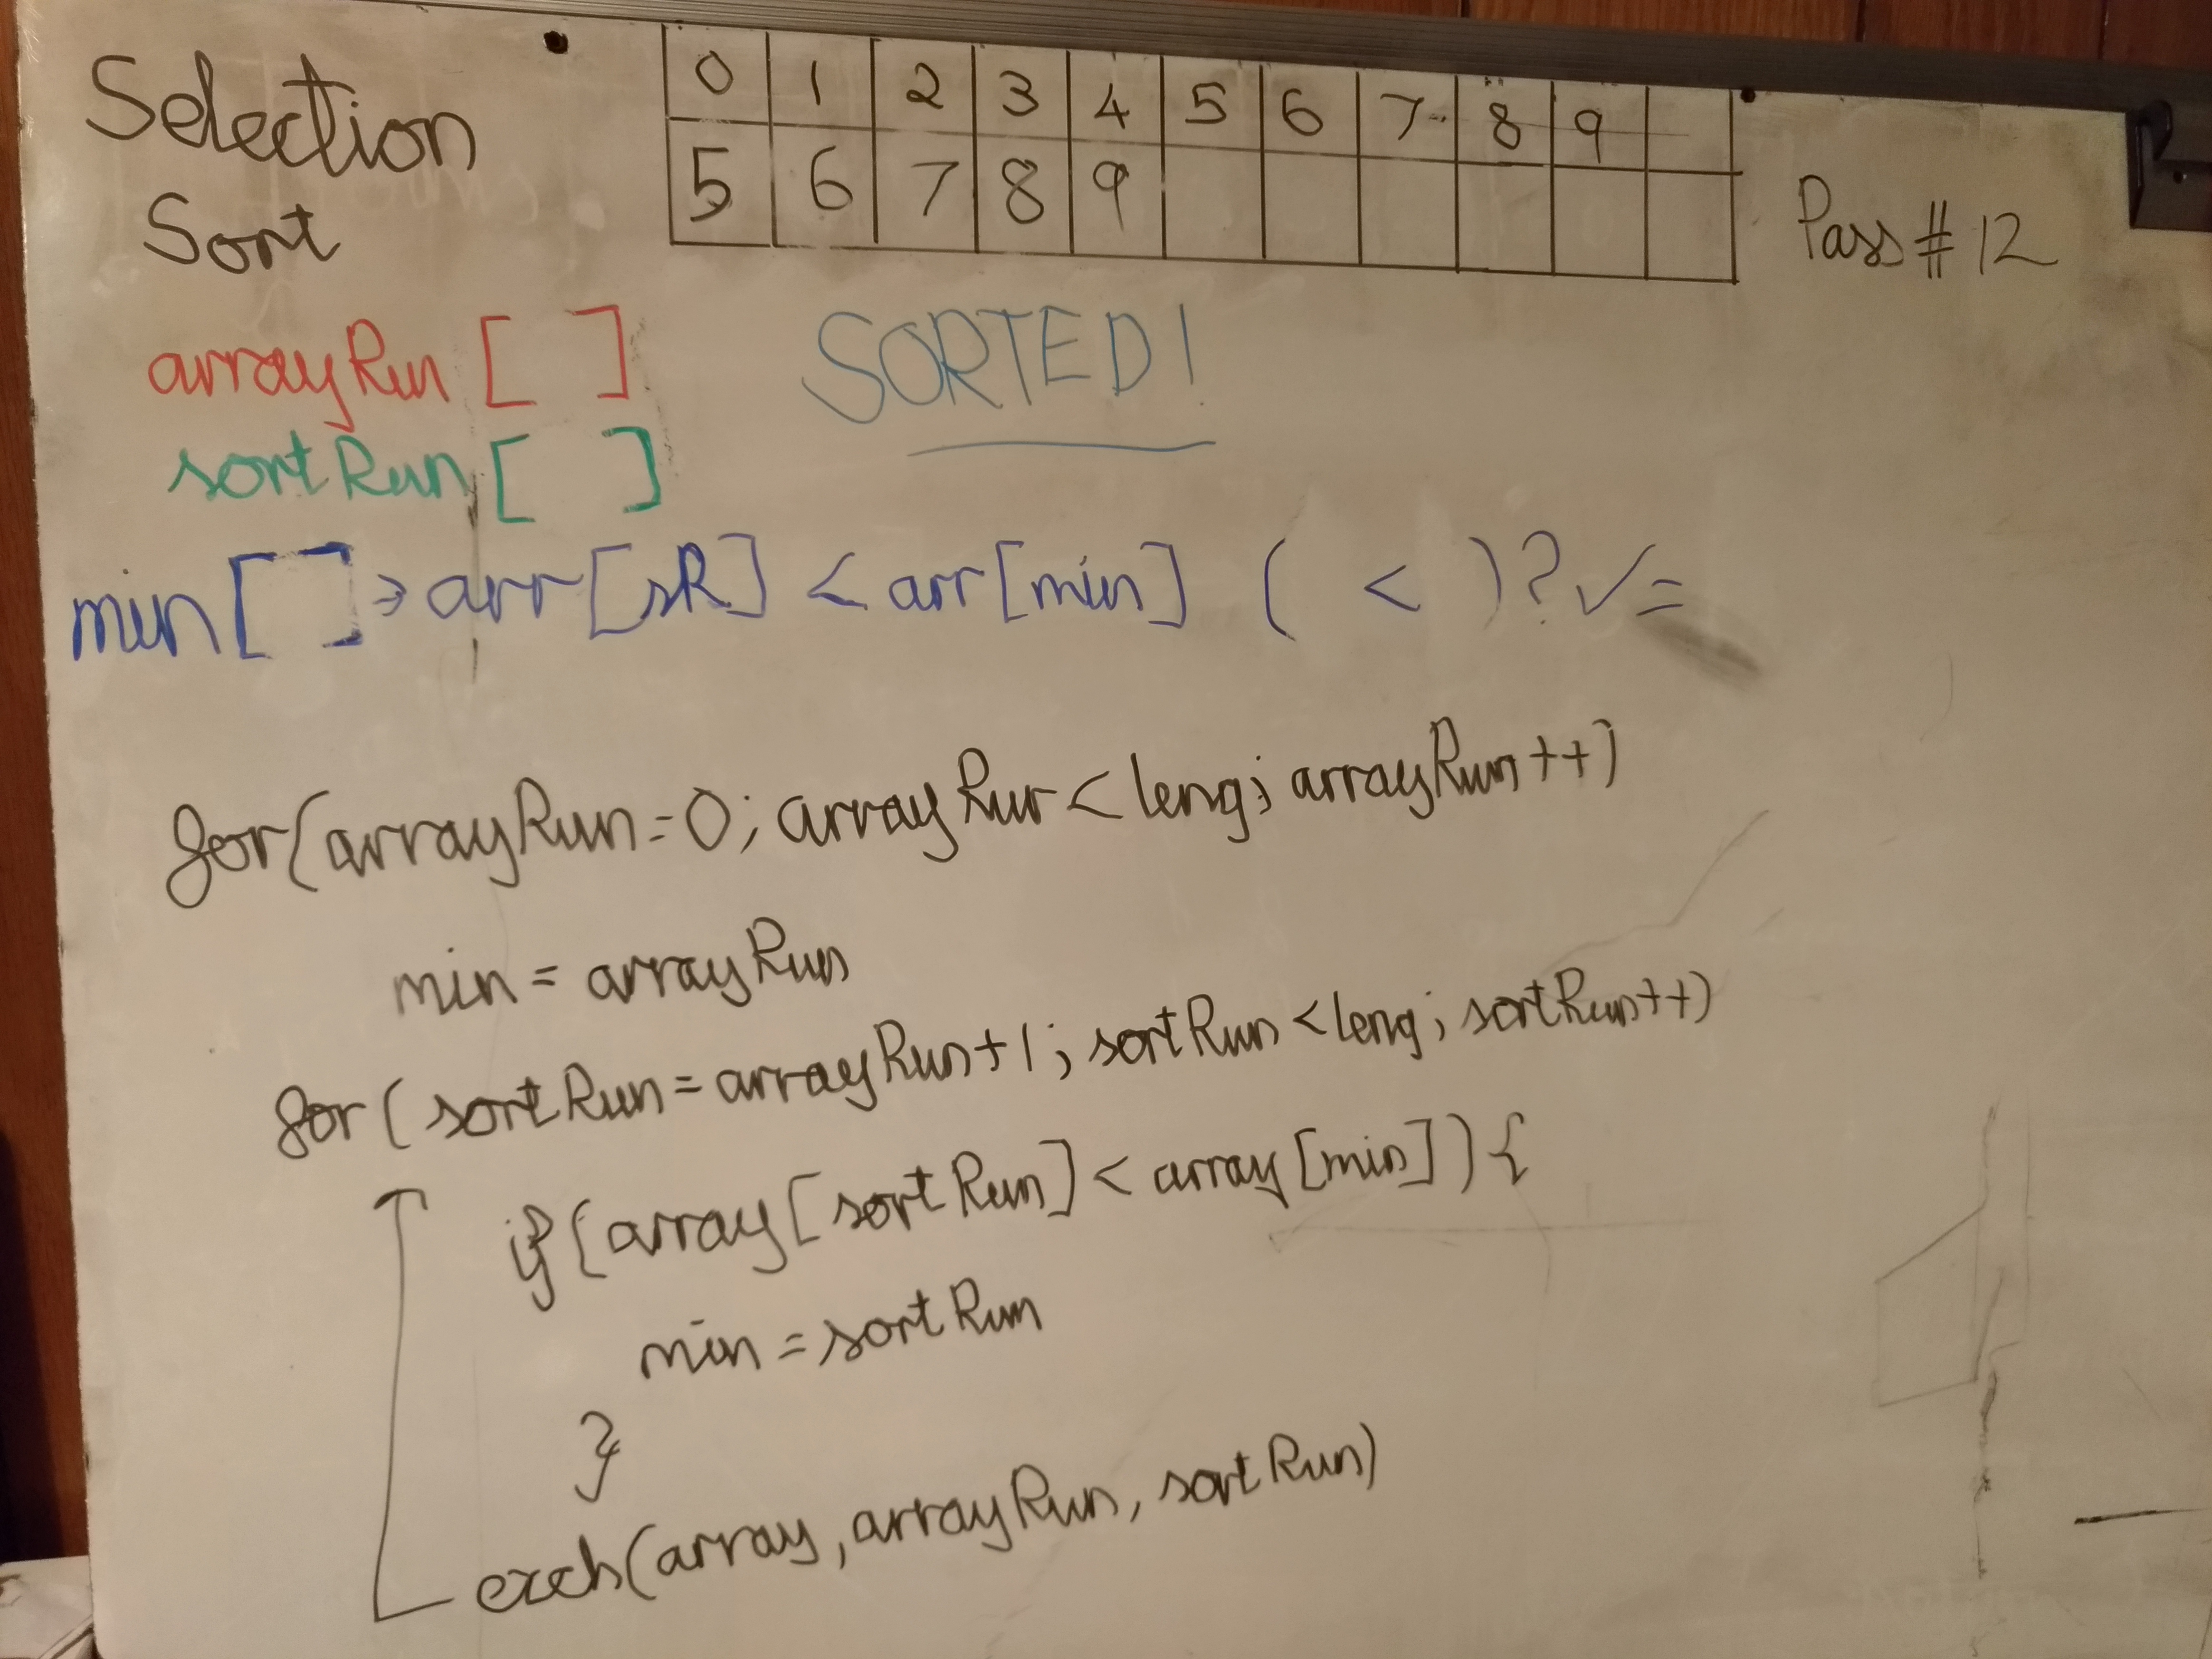 Selection
Sort
0 1 2 3 4 5 6 7 8 9
5 6 7 8 9
Pass # 12
arrayRun [ ]
SORTED!
sortRun [ ]
min [ ] → arr[sR] < arr[min] ( < )? ✓ =
for(arrayRun=0; arrayRun<leng; arrayRun++)
min = arrayRun
for( sortRun=arrayRun+1; sortRun<leng; sortRun++)
if(array[sortRun] < array[min]){
min = sortRun
}
exch(array, arrayRun, sortRun)